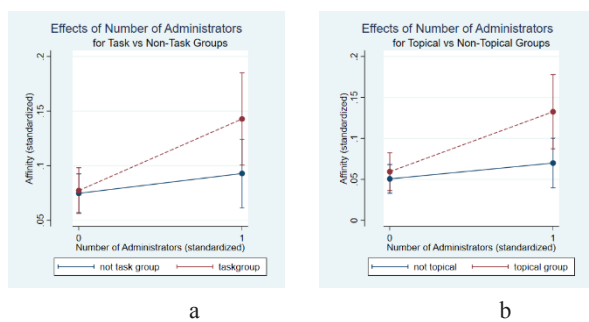 Effects of Number of Administrators
for Task vs Non-Task Groups
Affinity (standardized)
.2
.15
.1
.05
0
1
Number of Administrators (standardized)
not task group
taskgroup
a
Effects of Number of Administrators
for Topical vs Non-Topical Groups
Affinity (standardized)
.2
.15
.1
.05
0
0
1
Number of Administrators (standardized)
not topical
topical group
b